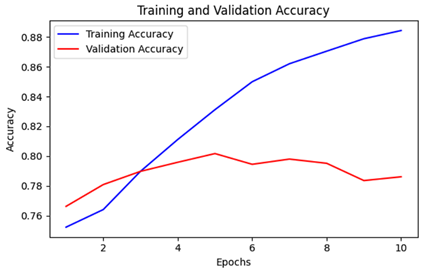 Training and Validation Accuracy
Training Accuracy
Validation Accuracy
0.88
0.86
0.84
0.82
0.80
0.78
0.76
Accuracy
2 4 6 8 10
Epochs